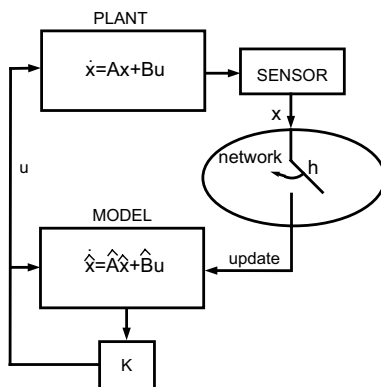 PLANT
ẋ=Ax+Bu
SENSOR
x
network
h
u
MODEL
x̂̇=Âx̂+B̂u
update
K